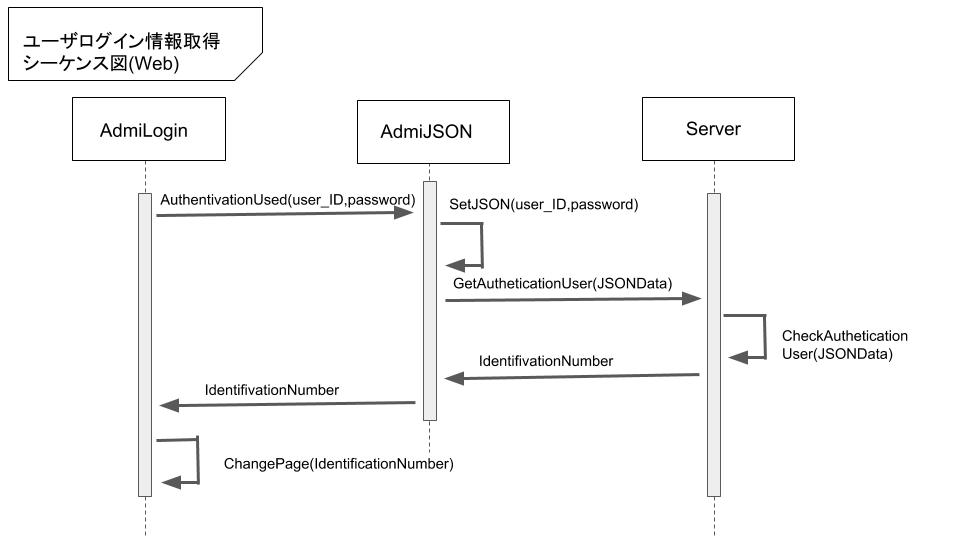 ユーザログイン情報取得
シーケンス図(Web)
AdmiLogin
AdmiJSON
Server
AuthentivationUsed(user_ID,password)
SetJSON(user_ID,password)
GetAutheticationUser(JSONData)
CheckAuthetication
User(JSONData)
IdentifivationNumber
IdentifivationNumber
ChangePage(IdentificationNumber)